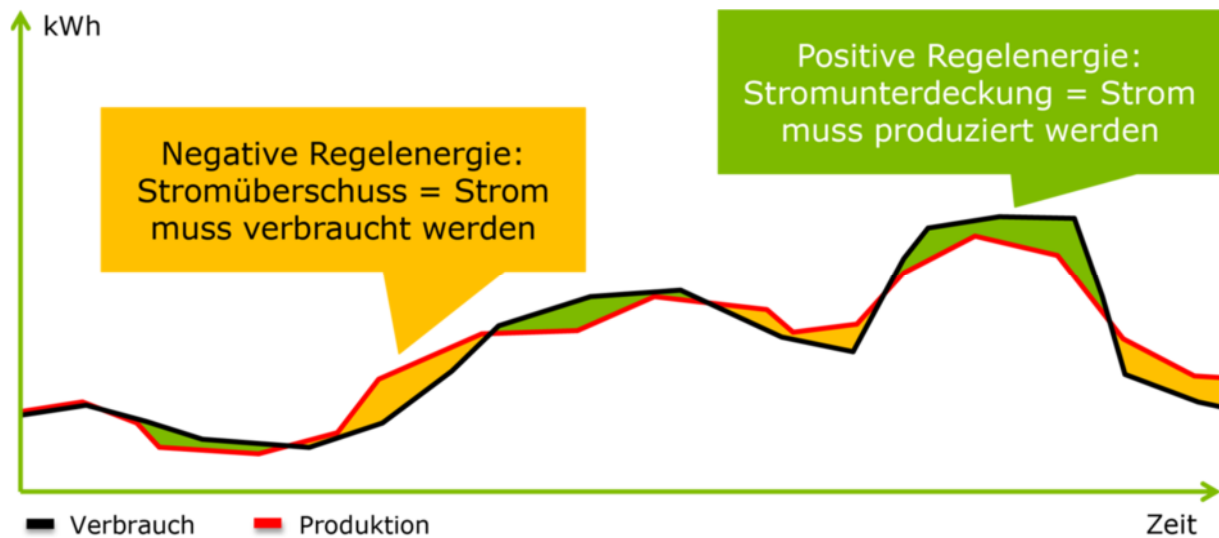 kWh
Positive Regelenergie:
Stromunterdeckung = Strom
muss produziert werden
Negative Regelenergie:
Stromüberschuss = Strom
muss verbraucht werden
Verbrauch
Produktion
Zeit